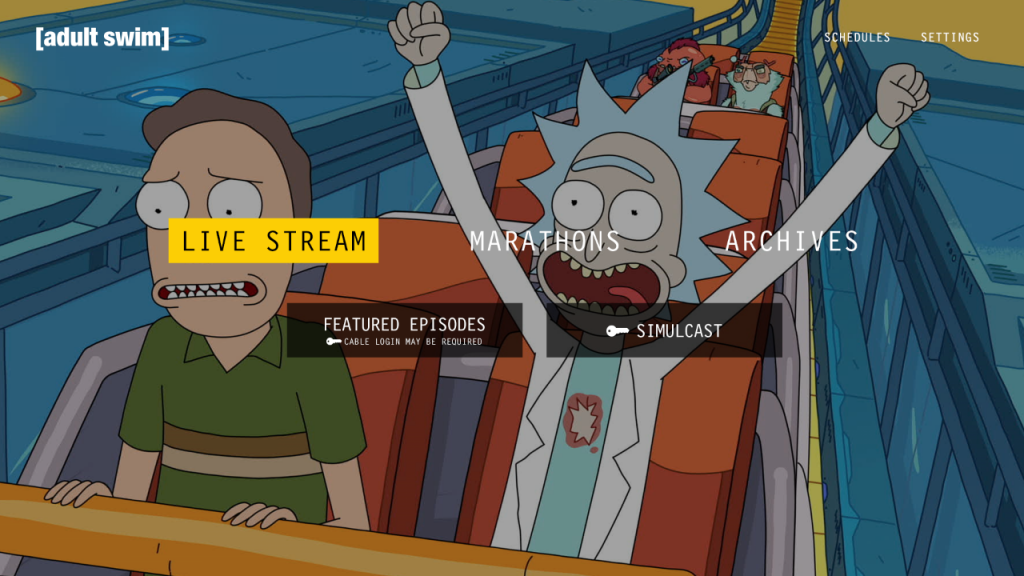 [adult swim]
SCHEDULES
SETTINGS
LIVE STREAM
MARATHONS
ARCHIVES
FEATURED EPISODES
CABLE LOGIN MAY BE REQUIRED
SIMULCAST